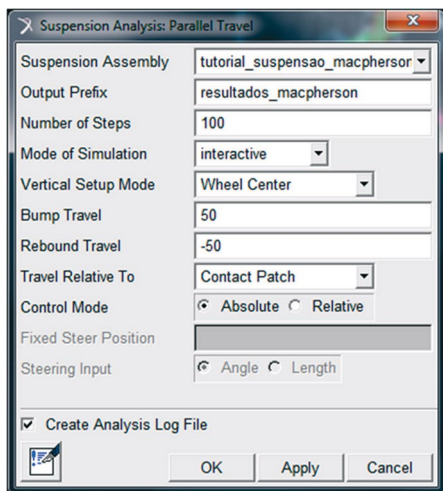 Suspension Analysis: Parallel Travel
Suspension Assembly tutorial_suspensao_macpherson
Output Prefix resultados_macpherson
Number of Steps 100
Mode of Simulation interactive
Vertical Setup Mode Wheel Center
Bump Travel 50
Rebound Travel -50
Travel Relative To Contact Patch
Control Mode Absolute Relative
Fixed Steer Position
Steering Input Angle Length
Create Analysis Log File
OK Apply Cancel